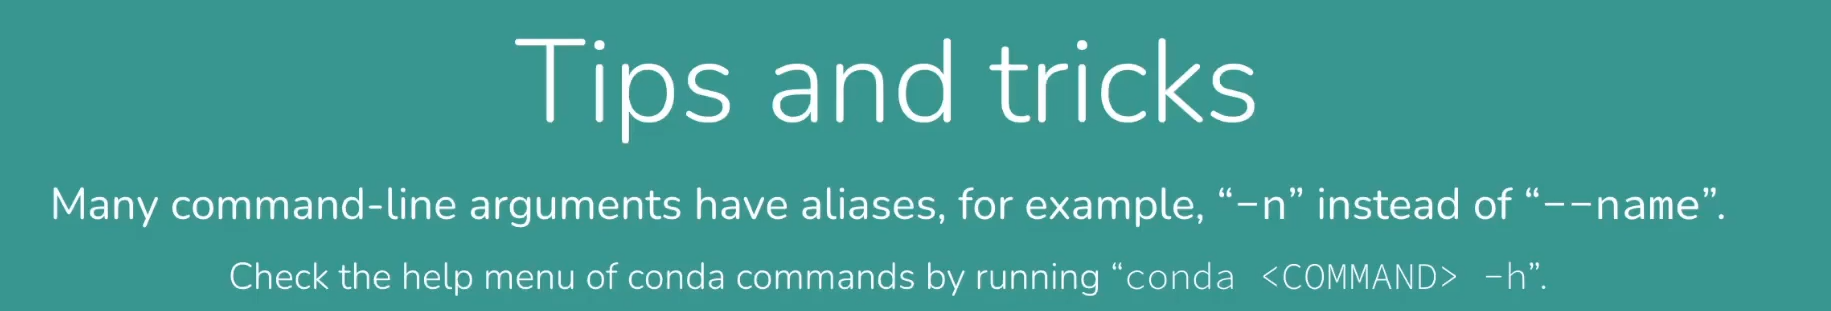 Tips and tricks
Many command-line arguments have aliases, for example, “-n” instead of “--name”.
Check the help menu of conda commands by running “conda <COMMAND> -h”.